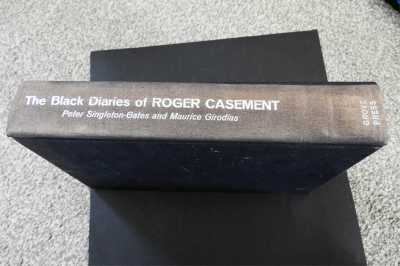 The Black Diaries of ROGER CASEMENT
Peter Singleton-Gates and Maurice Girodias
GROVE
PRESS